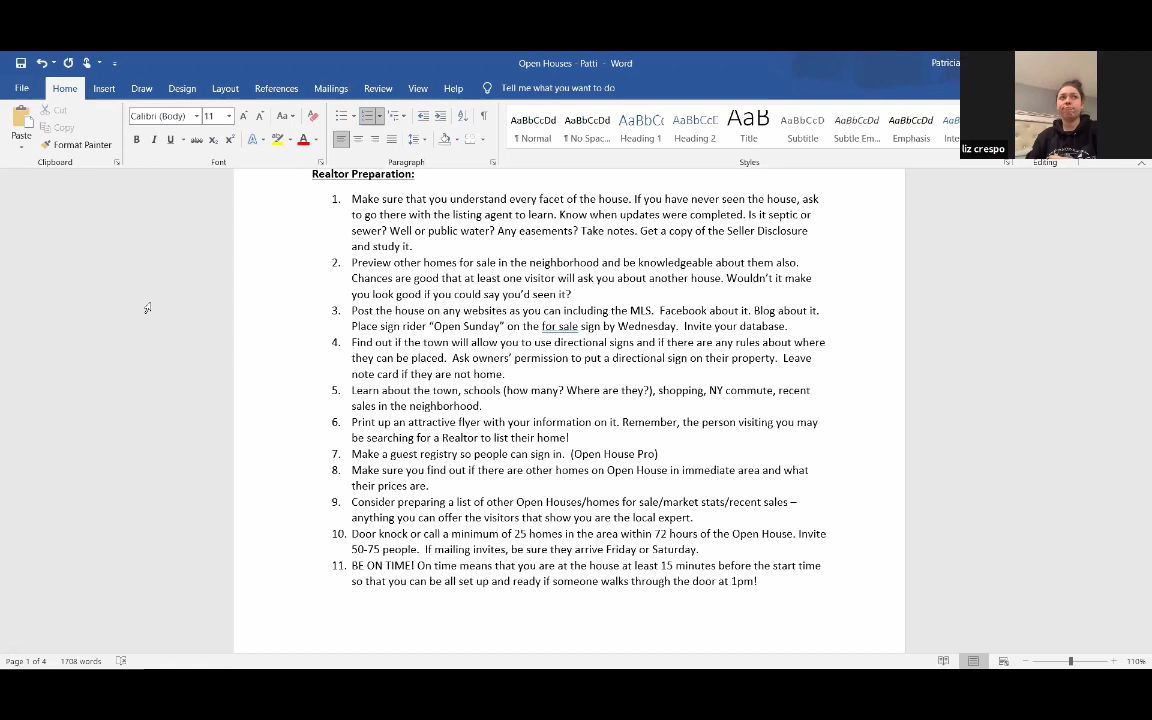 Open Houses - Patti - Word
Patricia
File Home Insert Draw Design Layout References Mailings Review View Help Tell me what you want to do
Paste
Cut
Copy
Format Painter
Calibri (Body) 11
AaBbCcDd AaBbCcDd AaBbCc AaBbCcE AaB AaBbCcD AaBbCcDd AaBbCcDd
¶ Normal ¶ No Spac... Heading 1 Heading 2 Title Subtitle Subtle Em... Emphasis
Clipboard Font Paragraph Styles Editing
liz crespo
Realtor Preparation:
1. Make sure that you understand every facet of the house. If you have never seen the house, ask
to go there with the listing agent to learn. Know when updates were completed. Is it septic or
sewer? Well or public water? Any easements? Take notes. Get a copy of the Seller Disclosure
and study it.
2. Preview other homes for sale in the neighborhood and be knowledgeable about them also.
Chances are good that at least one visitor will ask you about another house. Wouldn't it make
you look good if you could say you'd seen it?
3. Post the house on any websites as you can including the MLS. Facebook about it. Blog about it.
Place sign rider "Open Sunday" on the for sale sign by Wednesday. Invite your database.
4. Find out if the town will allow you to use directional signs and if there are any rules about where
they can be placed. Ask owners' permission to put a directional sign on their property. Leave
note card if they are not home.
5. Learn about the town, schools (how many? Where are they?), shopping, NY commute, recent
sales in the neighborhood.
6. Print up an attractive flyer with your information on it. Remember, the person visiting you may
be searching for a Realtor to list their home!
7. Make a guest registry so people can sign in. (Open House Pro)
8. Make sure you find out if there are other homes on Open House in immediate area and what
their prices are.
9. Consider preparing a list of other Open Houses/homes for sale/market stats/recent sales –
anything you can offer the visitors that show you are the local expert.
10. Door knock or call a minimum of 25 homes in the area within 72 hours of the Open House. Invite
50-75 people. If mailing invites, be sure they arrive Friday or Saturday.
11. BE ON TIME! On time means that you are at the house at least 15 minutes before the start time
so that you can be all set up and ready if someone walks through the door at 1pm!
Page 1 of 4 1708 words 110%